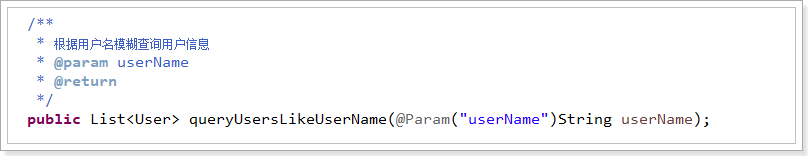 /**
 * 根据用户名模糊查询用户信息
 * @param userName
 * @return
 */
public List<User> queryUsersLikeUserName(@Param("userName")String userName);